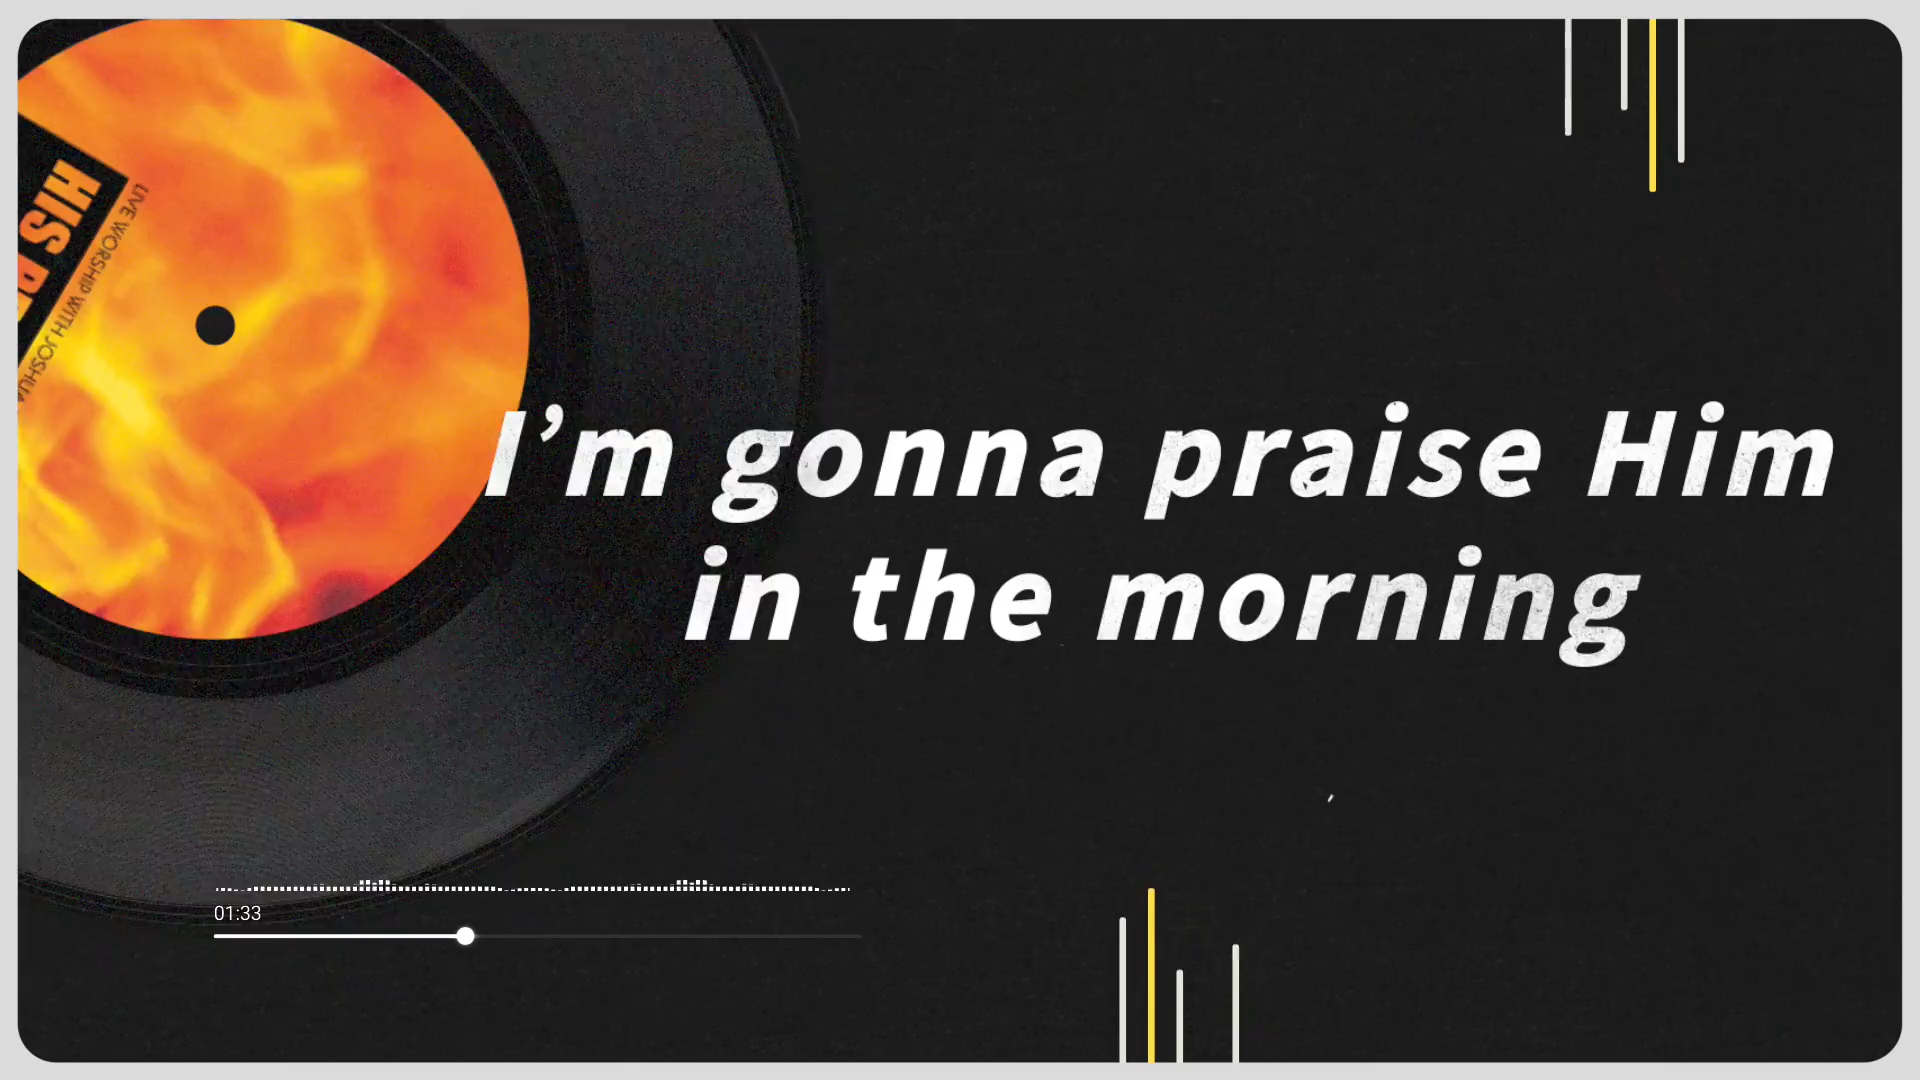 HIS
LIVE WORSHIP WITH JOSHUA
I’m gonna praise Him
in the morning
01:33